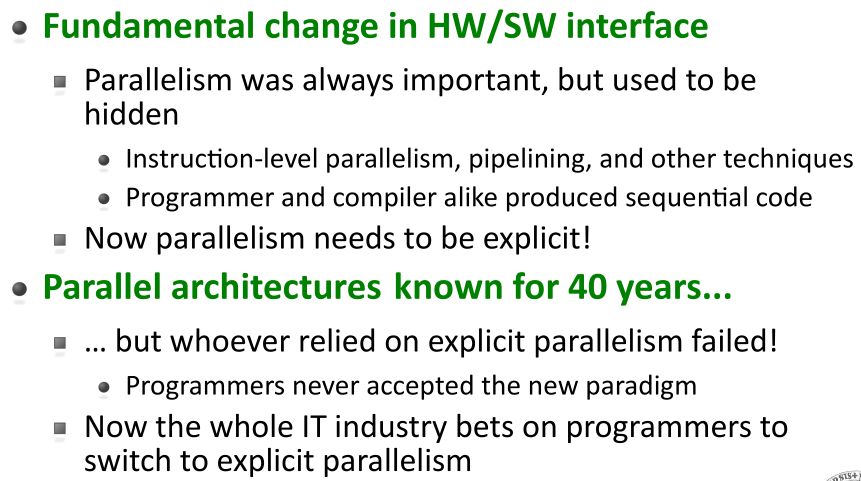 Fundamental change in HW/SW interface
Parallelism was always important, but used to be
hidden
Instruction-level parallelism, pipelining, and other techniques
Programmer and compiler alike produced sequential code
Now parallelism needs to be explicit!
Parallel architectures known for 40 years...
... but whoever relied on explicit parallelism failed!
Programmers never accepted the new paradigm
Now the whole IT industry bets on programmers to
switch to explicit parallelism